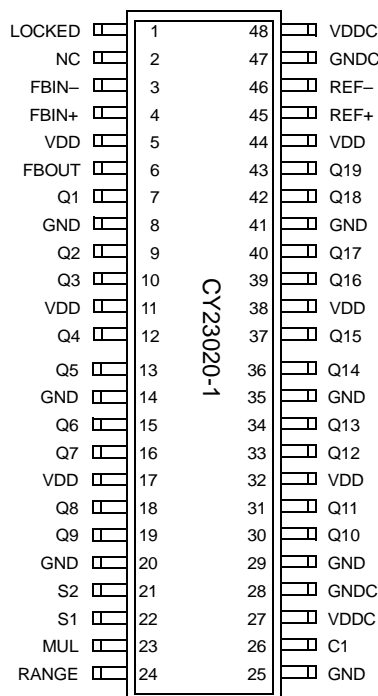 LOCKED 1 48 VDDC
NC 2 47 GNDC
FBIN– 3 46 REF–
FBIN+ 4 45 REF+
VDD 5 44 VDD
FBOUT 6 43 Q19
Q1 7 42 Q18
GND 8 41 GND
Q2 9 40 Q17
Q3 10 39 Q16
VDD 11 38 VDD
Q4 12 37 Q15
Q5 13 36 Q14
GND 14 35 GND
Q6 15 34 Q13
Q7 16 33 Q12
VDD 17 32 VDD
Q8 18 31 Q11
Q9 19 30 Q10
GND 20 29 GND
S2 21 28 GNDC
S1 22 27 VDDC
MUL 23 26 C1
RANGE 24 25 GND
CY23020-1